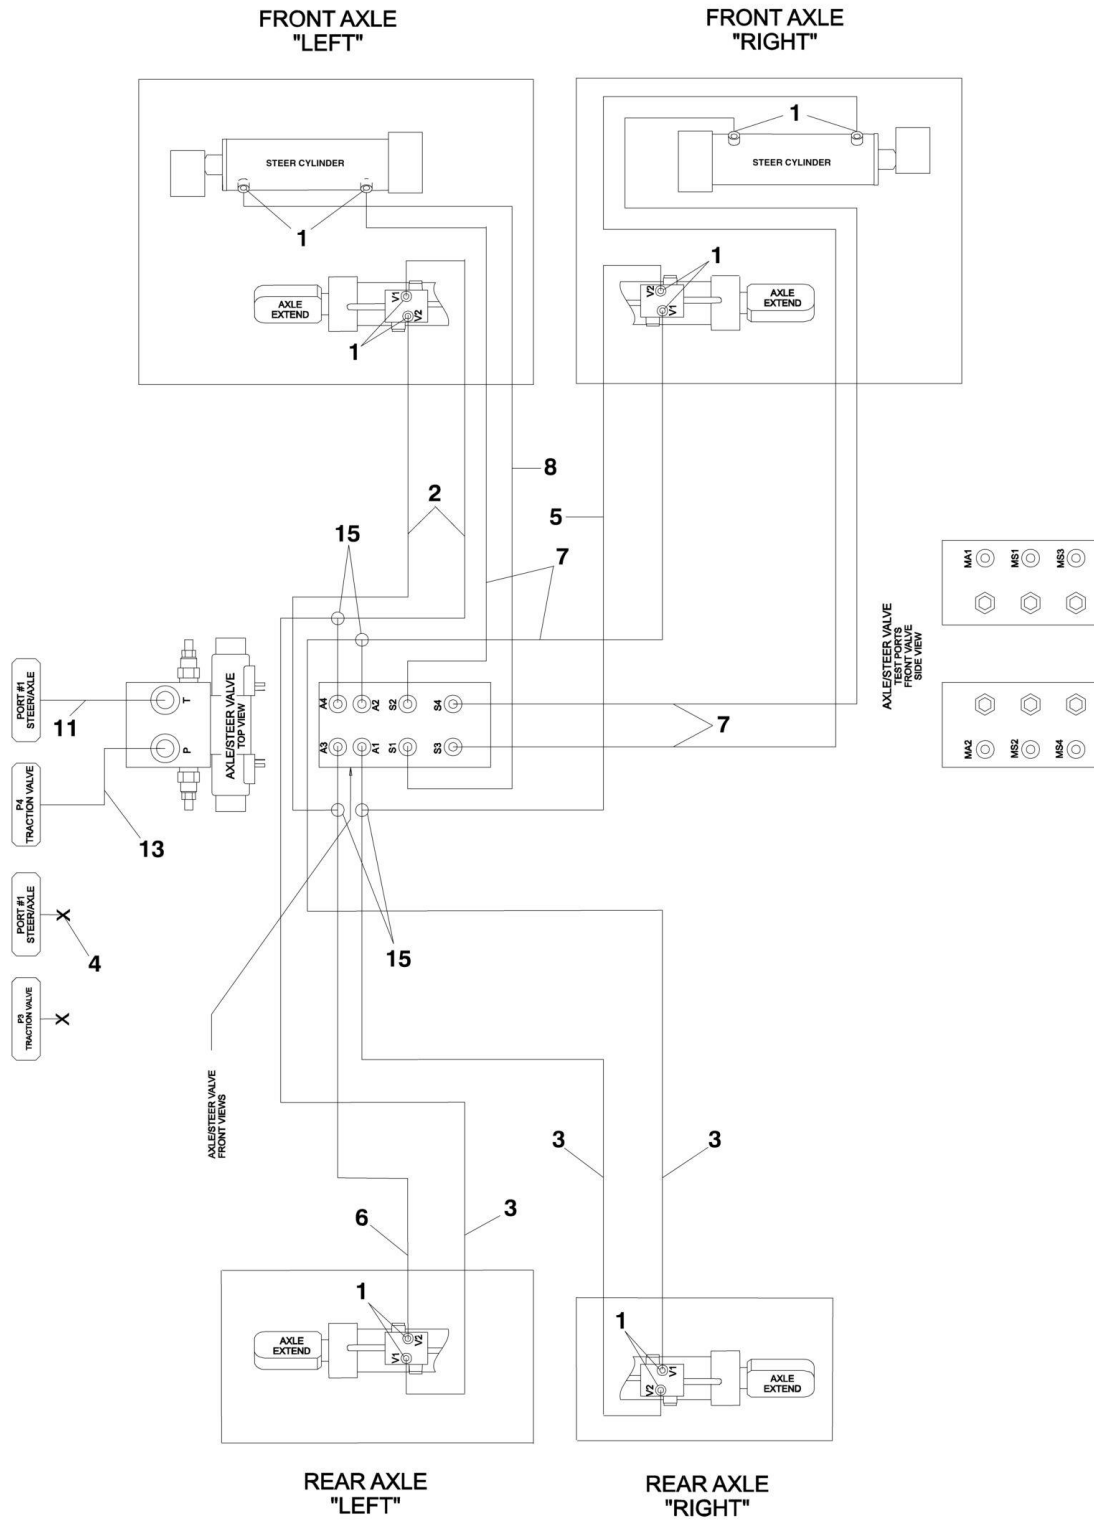 FRONT AXLE
"LEFT"
FRONT AXLE
"RIGHT"
STEER CYLINDER
1
1
STEER CYLINDER
AXLE
EXTEND
V1
V2
1
V2
V1
1
AXLE
EXTEND
8
2
5
15
7
MA1
MS1
MS3
AXLE/STEER VALVE
TEST PORTS
FRONT VALVE
SIDE VIEW
MA2
MS2
MS4
PORT #1
STEER/AXLE
11
T
P
AXLE/STEER VALVE
TOP VIEW
A4
A2
S2
S4
A3
A1
S1
S3
7
P4
TRACTION VALVE
13
PORT #1
STEER/AXLE
X
4
15
P3
TRACTION VALVE
X
AXLE/STEER VALVE
FRONT VIEWS
3
3
6
3
1
AXLE
EXTEND
V2
V1
1
V1
V2
AXLE
EXTEND
REAR AXLE
"LEFT"
REAR AXLE
"RIGHT"